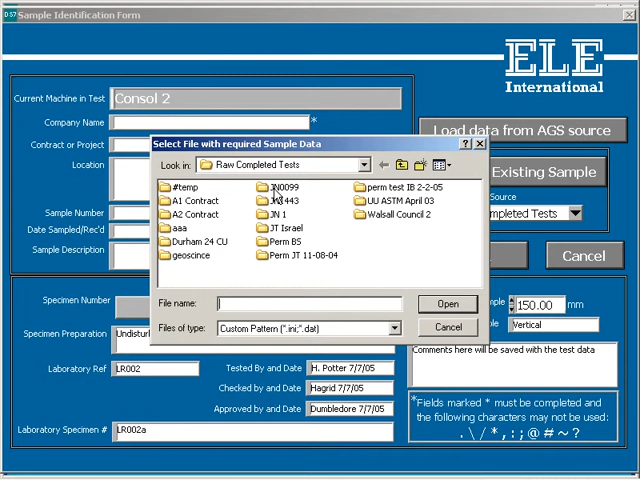 DS7 Sample Identification Form
ELE
International
Current Machine in Test
Consol 2
Company Name
*
Contract or Project
Location
Sample Number
Date Sampled/Rec'd
Sample Description
Load data from AGS source
Existing Sample
Source
mpleted Tests
Cancel
Select File with required Sample Data
Look in:
Raw Completed Tests
#temp
A1 Contract
A2 Contract
aaa
Durham 24 CU
geoscince
JN0099
443
JN 1
JT Israel
Perm B5
Perm JT 11-08-04
perm test IB 2-2-05
UU ASTM April 03
Walsall Council 2
File name:
Open
Files of type:
Custom Pattern (*.ini;*.dat)
Cancel
Specimen Number
mple
150.00
mm
le
Vertical
Specimen Preparation
Undisturb
Comments here will be saved with the test data
Laboratory Ref
LR002
Tested By and Date
H. Potter 7/7/05
Checked by and Date
Hagrid 7/7/05
Approved by and Date
Dumbledore 7/7/05
Laboratory Specimen #
LR002a
*Fields marked * must be completed and
the following characters may not be used:
. \ / * , : ; @ # ~ ?